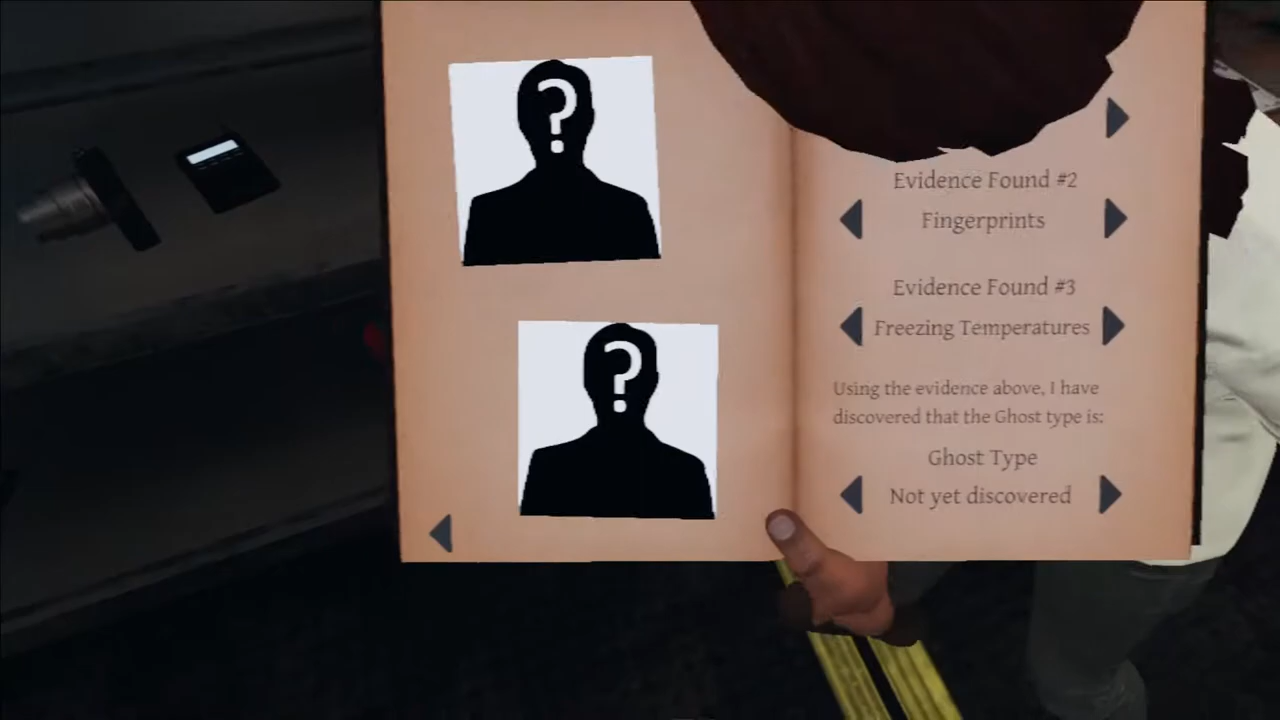 ?
Evidence Found #2
Fingerprints
Evidence Found #3
Freezing Temperatures
?
Using the evidence above, I have
discovered that the Ghost type is:
Ghost Type
Not yet discovered